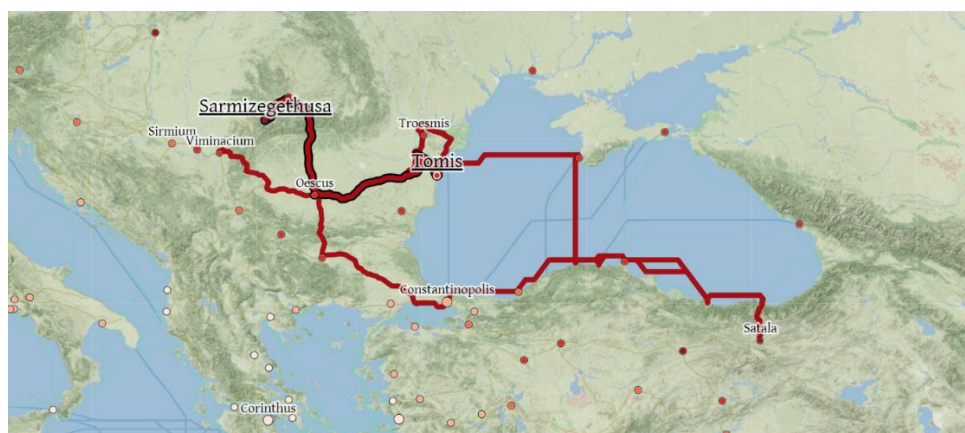 Sarmizegethusa
Troesmis
Sirmium
Viminacium
Tomis
Oescus
Constantinopolis
Satala
Corinthus